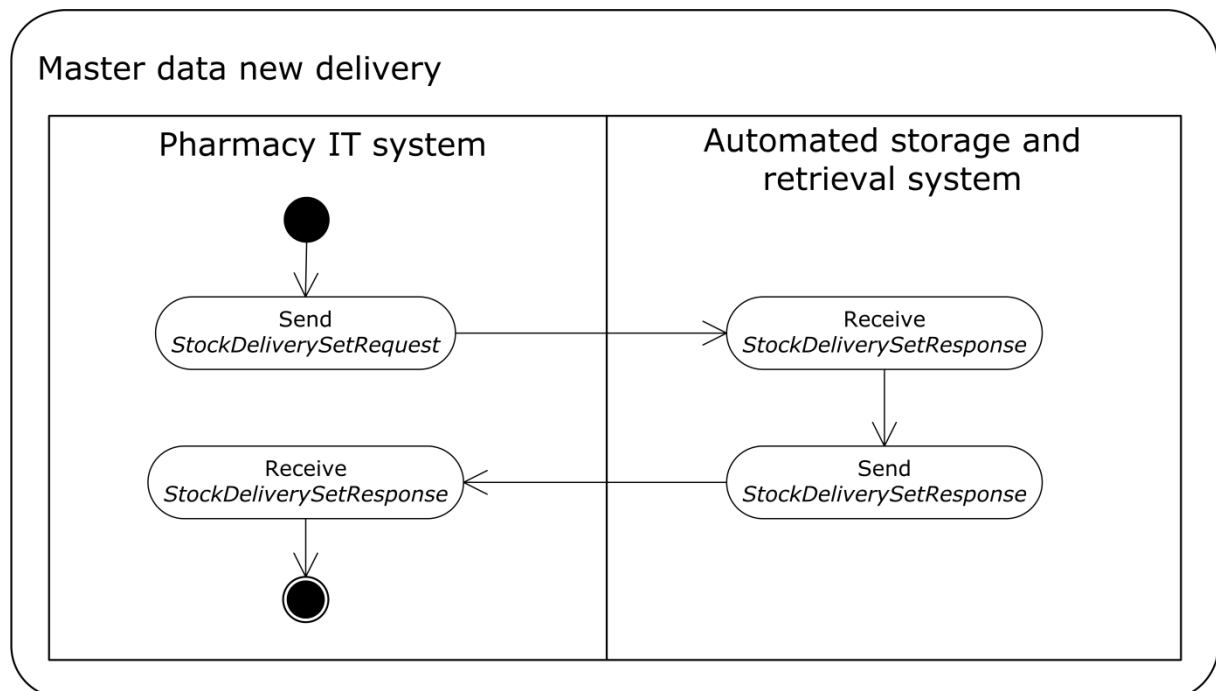 Master data new delivery
Pharmacy IT system
Automated storage and
retrieval system
Send
StockDeliverySetRequest
Receive
StockDeliverySetResponse
Receive
StockDeliverySetResponse
Send
StockDeliverySetResponse